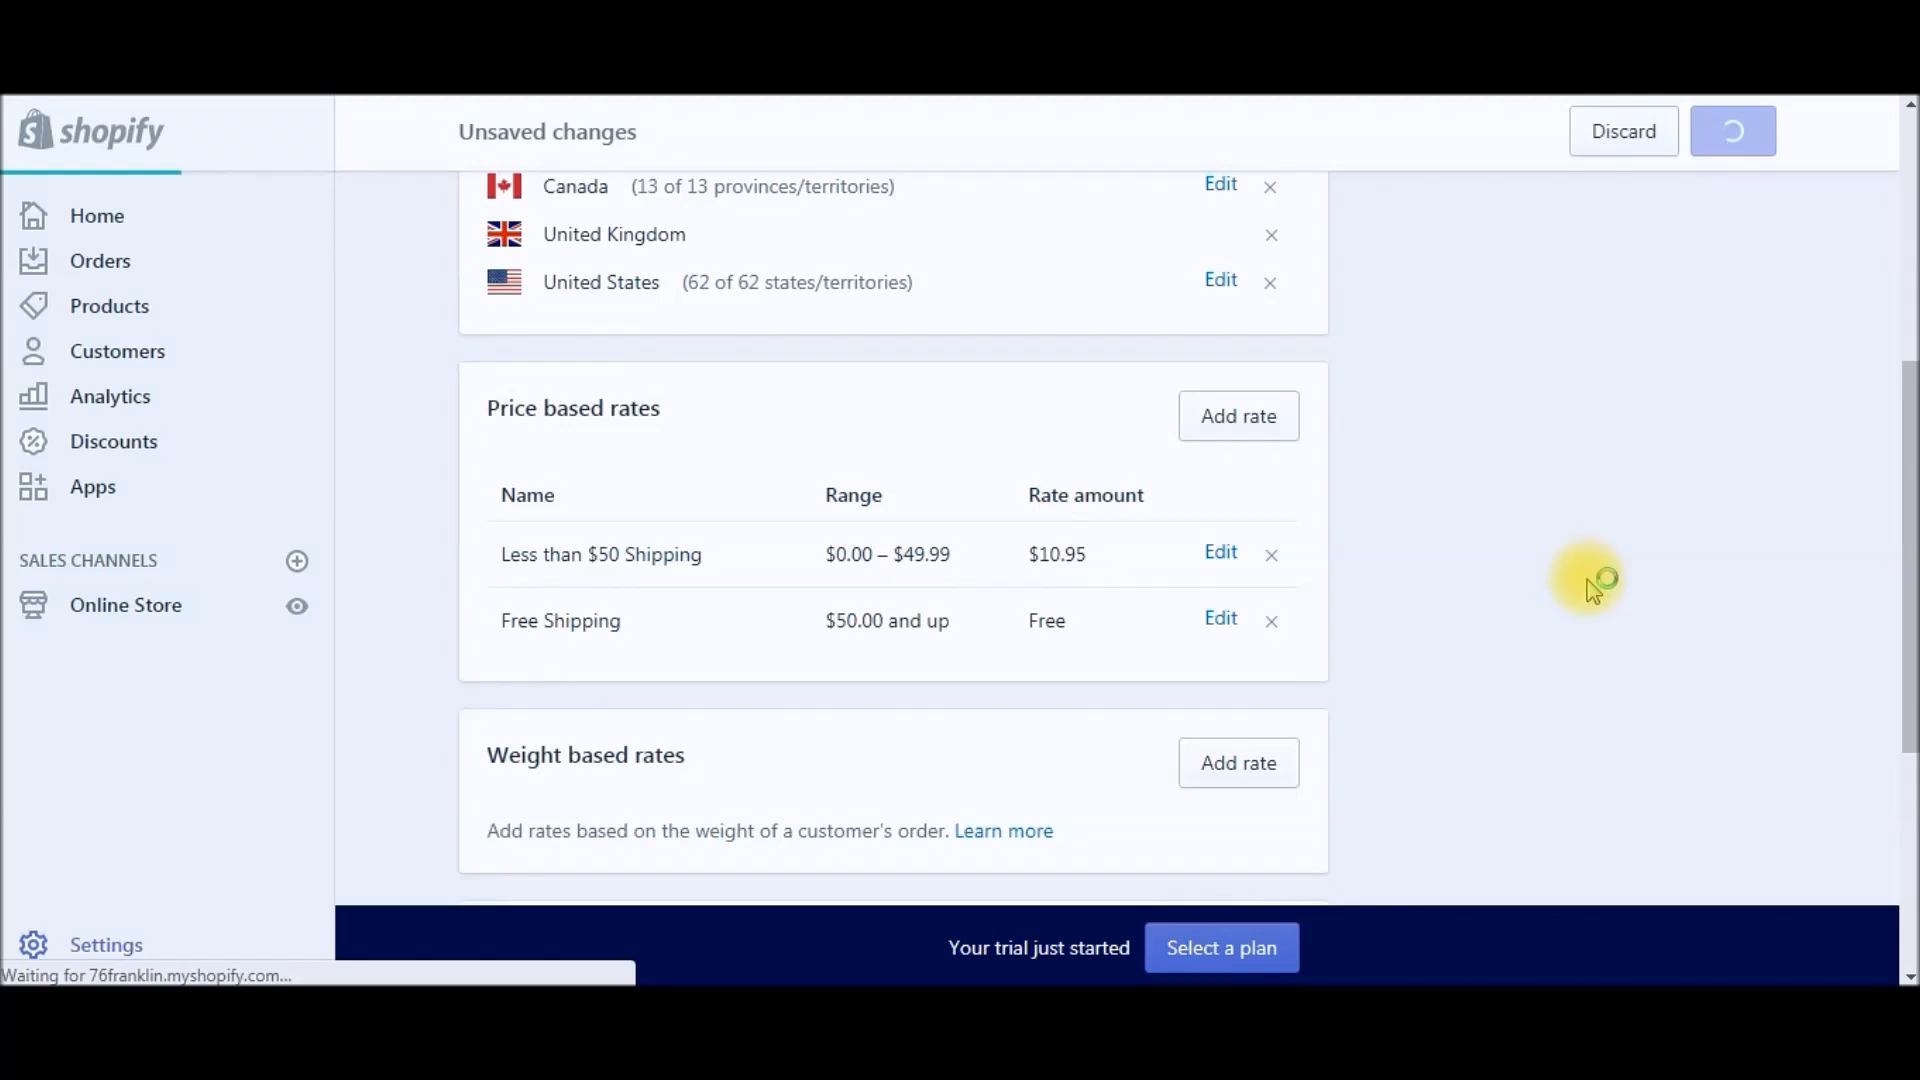 shopify
Unsaved changes
Discard
Home
Orders
Products
Customers
Analytics
Discounts
Apps
SALES CHANNELS
Online Store
Settings
Canada (13 of 13 provinces/territories) Edit
United Kingdom
United States (62 of 62 states/territories) Edit
Price based rates Add rate
Name Range Rate amount
Less than $50 Shipping $0.00 – $49.99 $10.95 Edit
Free Shipping $50.00 and up Free Edit
Weight based rates Add rate
Add rates based on the weight of a customer's order. Learn more
Your trial just started Select a plan
Waiting for 76franklin.myshopify.com...